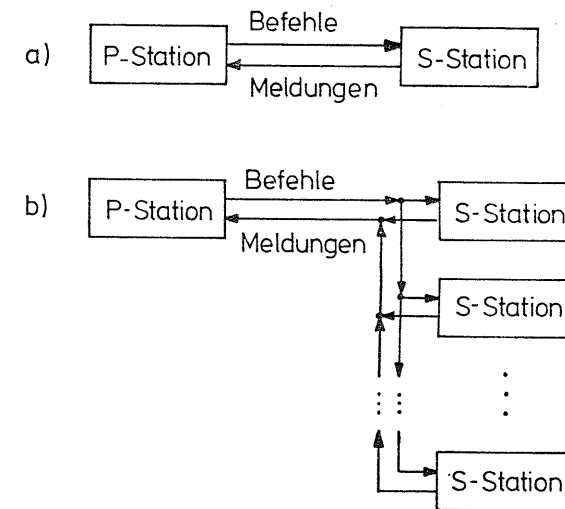 Befehle
a) P-Station S-Station
Meldungen
Befehle
b) P-Station S-Station
Meldungen
S-Station
S-Station